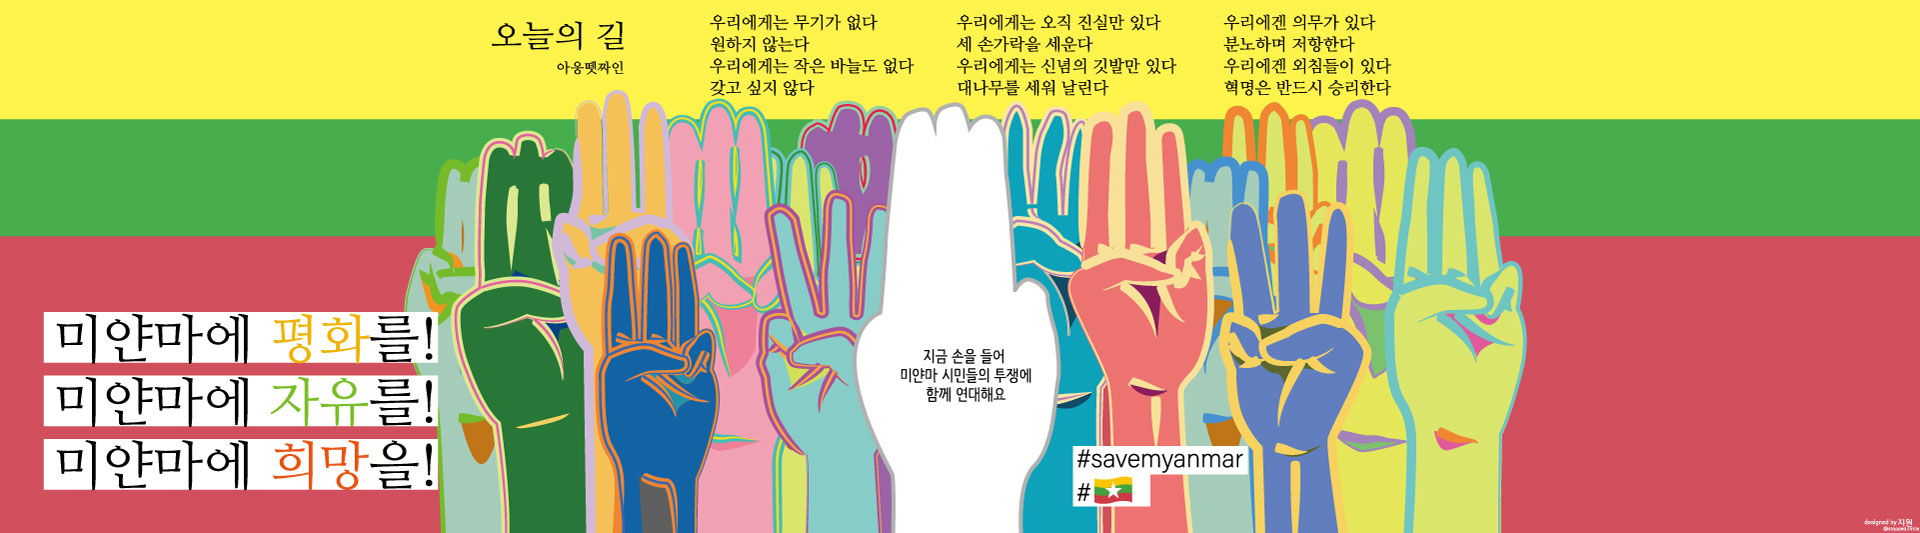 오늘의 길
아웅뗏짜인
우리에게는 무기가 없다
원하지 않는다
우리에게는 작은 바늘도 없다
갖고 싶지 않다
우리에게는 오직 진실만 있다
세 손가락을 세운다
우리에게는 신념의 깃발만 있다
대나무를 세워 날린다
우리에겐 의무가 있다
분노하며 저항한다
우리에겐 외침들이 있다
혁명은 반드시 승리한다
미얀마에 평화를!
미얀마에 자유를!
미얀마에 희망을!
지금 손을 들어
미얀마 시민들의 투쟁에
함께 연대해요
#savemyanmar
#
designed by 지원